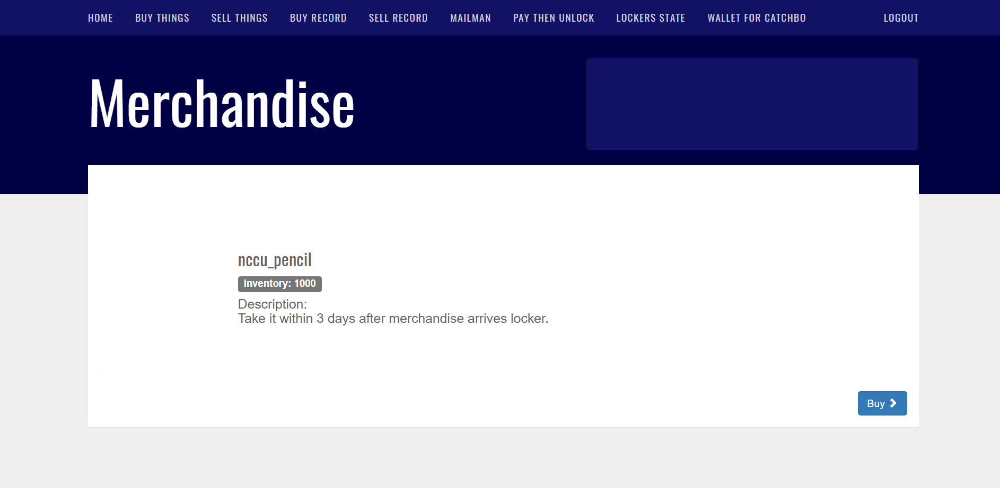 HOME BUY THINGS SELL THINGS BUY RECORD SELL RECORD MAILMAN PAY THEN UNLOCK LOCKERS STATE WALLET FOR CATCHBO LOGOUT
Merchandise
nccu_pencil
Inventory: 1000
Description:
Take it within 3 days after merchandise arrives locker.
Buy